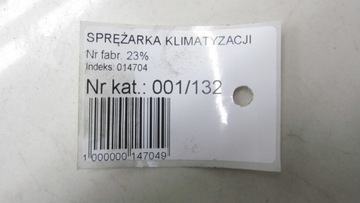 SPRĘŻARKA KLIMATYZACJI
Nr fabr. 23%
Indeks: 014704
Nr kat.: 001/132
1 000000 147049